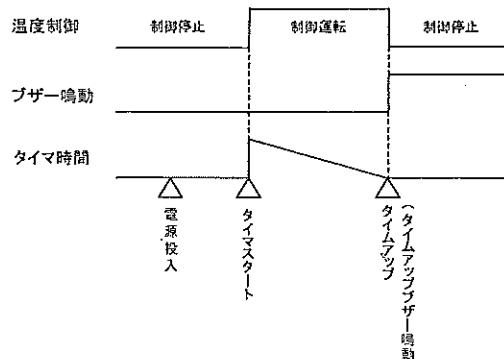 温度制御
制御停止
制御運転
制御停止
ブザー鳴動
タイマ時間
電源投入
タイマスタート
タイムアップ
(タイムアップブザー鳴動